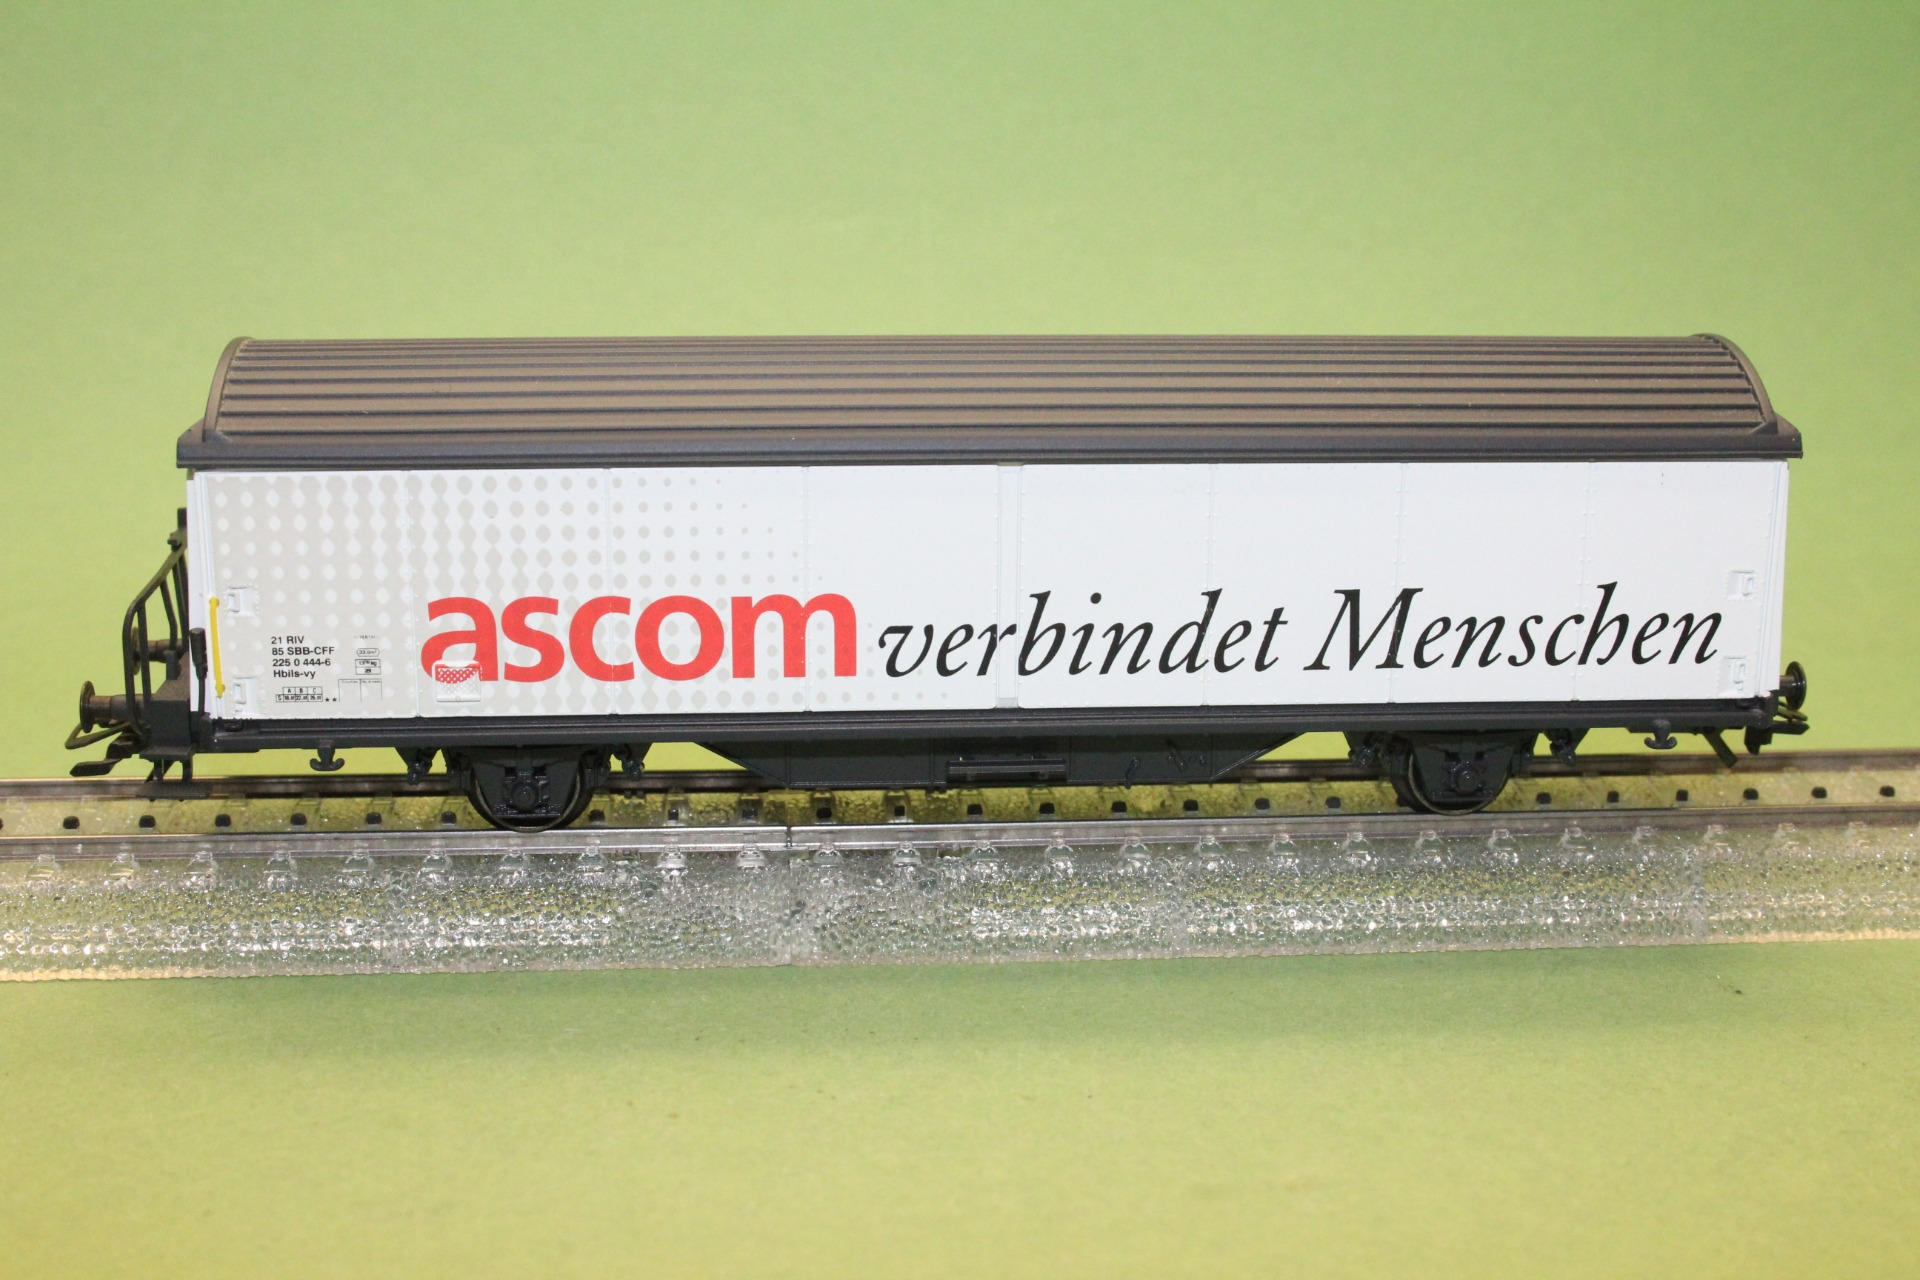 ascom verbindet Menschen
21 RIV
85 SBB-CFF
225 0 444-6
Hbils-vy
A B C
S